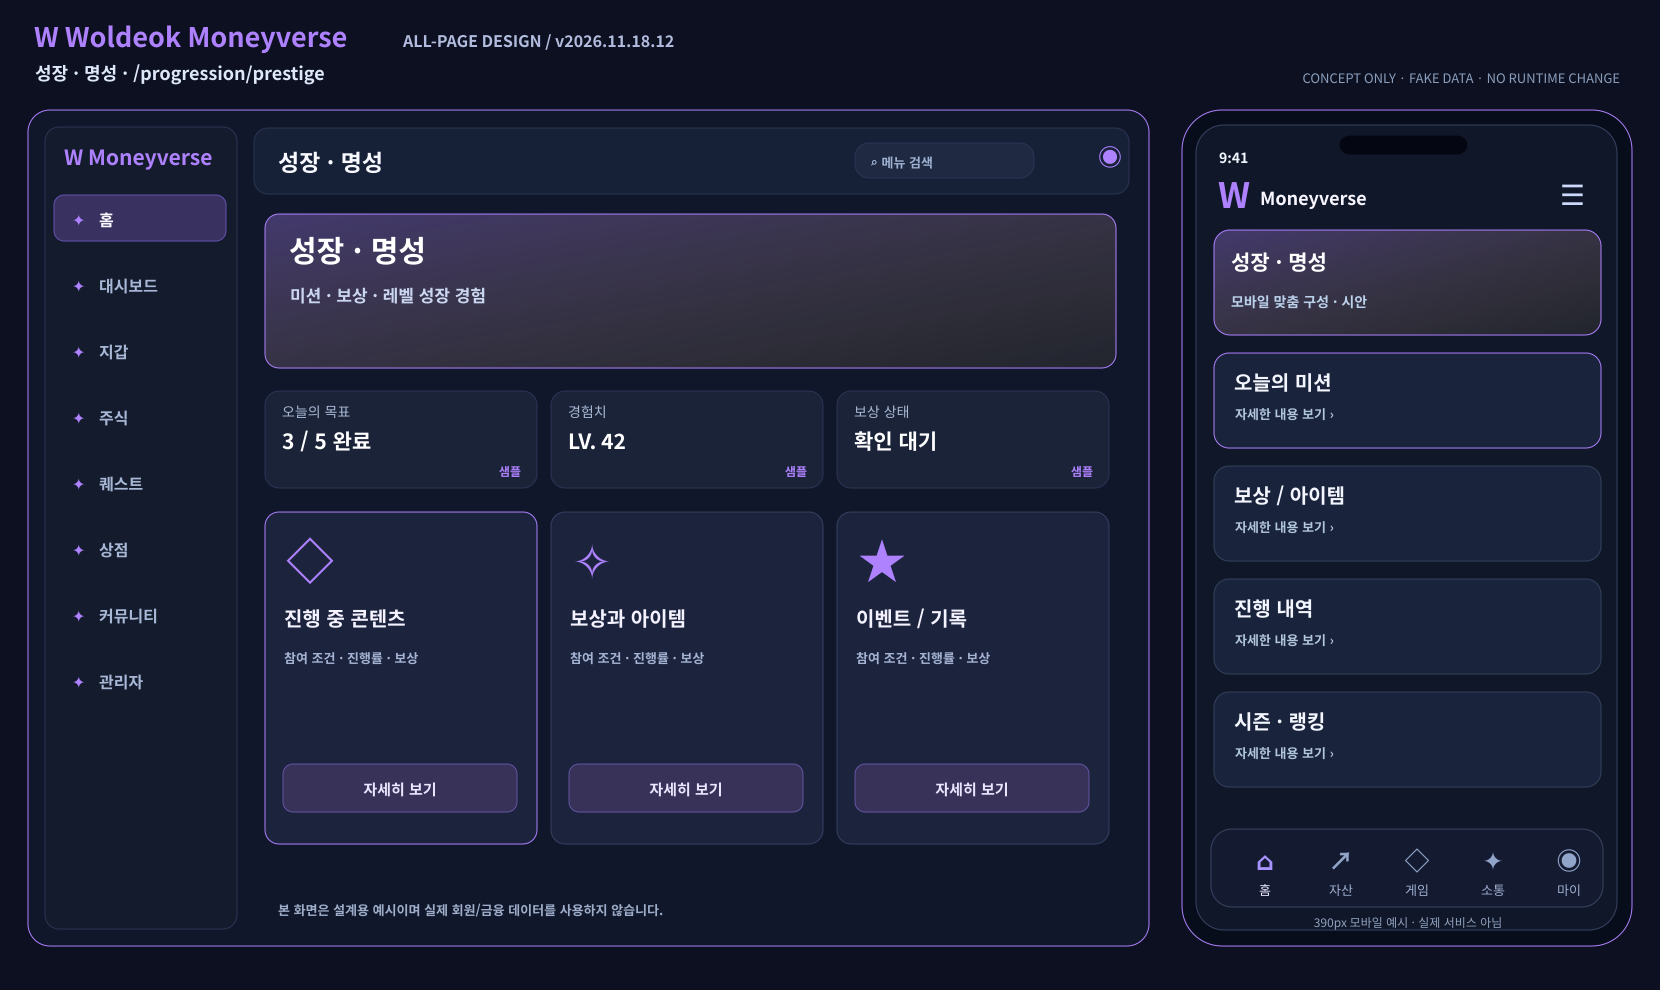 W Woldeok Moneyverse
ALL-PAGE DESIGN / v2026.11.18.12
성장 · 명성 · /progression/prestige
CONCEPT ONLY · FAKE DATA · NO RUNTIME CHANGE
W Moneyverse
홈
대시보드
지갑
주식
퀘스트
상점
커뮤니티
관리자
성장 · 명성
메뉴 검색
성장 · 명성
미션 · 보상 · 레벨 성장 경험
오늘의 목표
3 / 5 완료
샘플
경험치
LV. 42
샘플
보상 상태
확인 대기
샘플
진행 중 콘텐츠
참여 조건 · 진행률 · 보상
자세히 보기
보상과 아이템
참여 조건 · 진행률 · 보상
자세히 보기
이벤트 / 기록
참여 조건 · 진행률 · 보상
자세히 보기
본 화면은 설계용 예시이며 실제 회원/금융 데이터를 사용하지 않습니다.
9:41
W Moneyverse
성장 · 명성
모바일 맞춤 구성 · 시안
오늘의 미션
자세한 내용 보기 ›
보상 / 아이템
자세한 내용 보기 ›
진행 내역
자세한 내용 보기 ›
시즌 · 랭킹
자세한 내용 보기 ›
홈
자산
게임
소통
마이
390px 모바일 예시 · 실제 서비스 아님